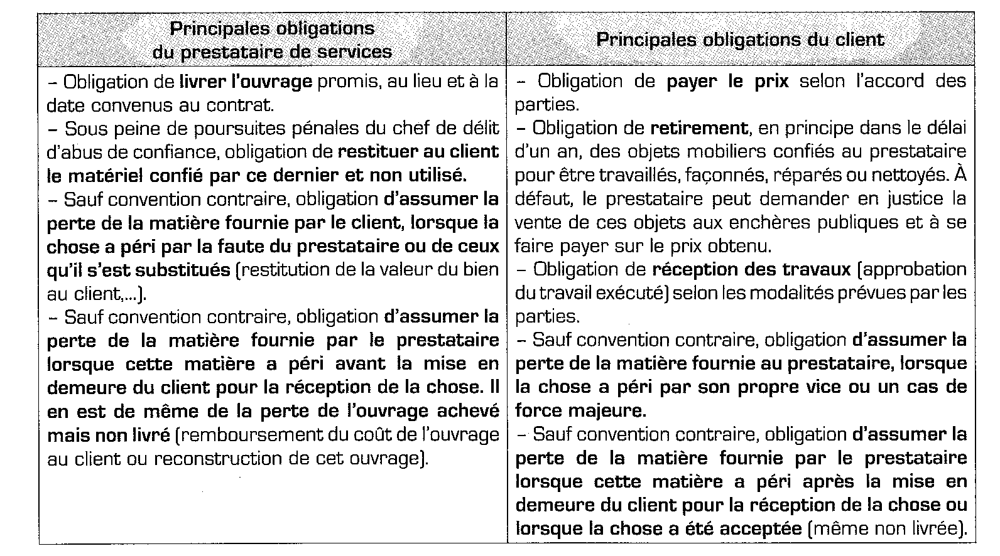 Principales obligations
du prestataire de services
Principales obligations du client
– Obligation de livrer l'ouvrage promis, au lieu et à la
date convenus au contrat.
– Sous peine de poursuites pénales du chef de délit
d'abus de confiance, obligation de restituer au client
le matériel confié par ce dernier et non utilisé.
– Sauf convention contraire, obligation d'assumer la
perte de la matière fournie par le client, lorsque la
chose a péri par la faute du prestataire ou de ceux
qu'il s'est substitués (restitution de la valeur du bien
au client,...).
– Sauf convention contraire, obligation d'assumer la
perte de la matière fournie par le prestataire
lorsque cette matière a péri avant la mise en
demeure du client pour la réception de la chose. Il
en est de même de la perte de l'ouvrage achevé
mais non livré (remboursement du coût de l'ouvrage
au client ou reconstruction de cet ouvrage).
– Obligation de payer le prix selon l'accord des
parties.
– Obligation de retirement, en principe dans le délai
d'un an, des objets mobiliers confiés au prestataire
pour être travaillés, façonnés, réparés ou nettoyés. À
défaut, le prestataire peut demander en justice la
vente de ces objets aux enchères publiques et à se
faire payer sur le prix obtenu.
– Obligation de réception des travaux (approbation
du travail exécuté) selon les modalités prévues par les
parties.
– Sauf convention contraire, obligation d'assumer la
perte de la matière fournie au prestataire, lorsque
la chose a péri par son propre vice ou un cas de
force majeure.
– Sauf convention contraire, obligation d'assumer la
perte de la matière fournie par le prestataire
lorsque cette matière a péri après la mise en
demeure du client pour la réception de la chose ou
lorsque la chose a été acceptée (même non livrée).